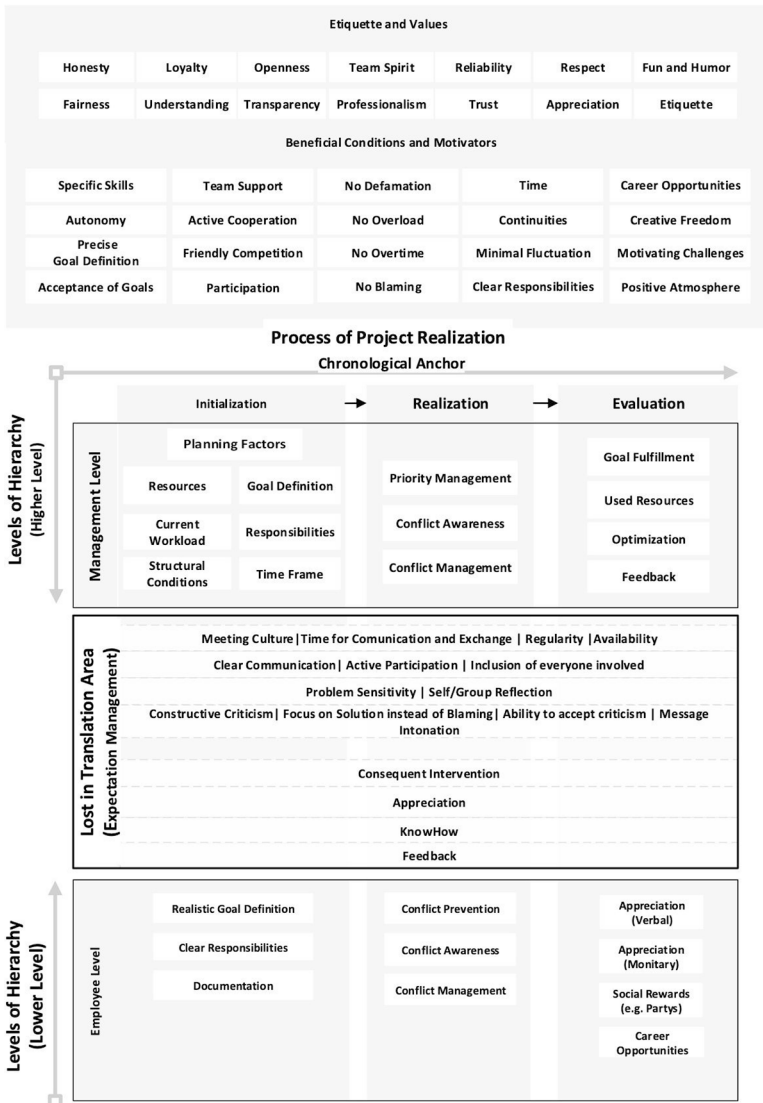 Etiquette and Values
Honesty
Loyalty
Openness
Team Spirit
Reliability
Respect
Fun and Humor
Fairness
Understanding
Transparency
Professionalism
Trust
Appreciation
Etiquette
Beneficial Conditions and Motivators
Specific Skills
Team Support
No Defamation
Time
Career Opportunities
Autonomy
Active Cooperation
No Overload
Continuities
Creative Freedom
Precise
Goal Definition
Friendly Competition
No Overtime
Minimal Fluctuation
Motivating Challenges
Acceptance of Goals
Participation
No Blaming
Clear Responsibilities
Positive Atmosphere
Process of Project Realization
Chronological Anchor
Levels of Hierarchy
(Higher Level)
Initialization
Realization
Evaluation
Management Level
Planning Factors
Resources
Goal Definition
Current
Workload
Responsibilities
Structural
Conditions
Time Frame
Priority Management
Conflict Awareness
Conflict Management
Goal Fulfillment
Used Resources
Optimization
Feedback
Lost in Translation Area
(Expectation Management)
Meeting Culture|Time for Comunication and Exchange | Regularity |Availability
Clear Communication| Active Participation | Inclusion of everyone involved
Problem Sensitivity | Self/Group Reflection
Constructive Criticism| Focus on Solution instead of Blaming| Ability to accept criticism | Message
Intonation
Consequent Intervention
Appreciation
KnowHow
Feedback
Levels of Hierarchy
(Lower Level)
Employee Level
Realistic Goal Definition
Clear Responsibilities
Documentation
Conflict Prevention
Conflict Awareness
Conflict Management
Appreciation
(Verbal)
Appreciation
(Monitary)
Social Rewards
(e.g. Partys)
Career
Opportunities